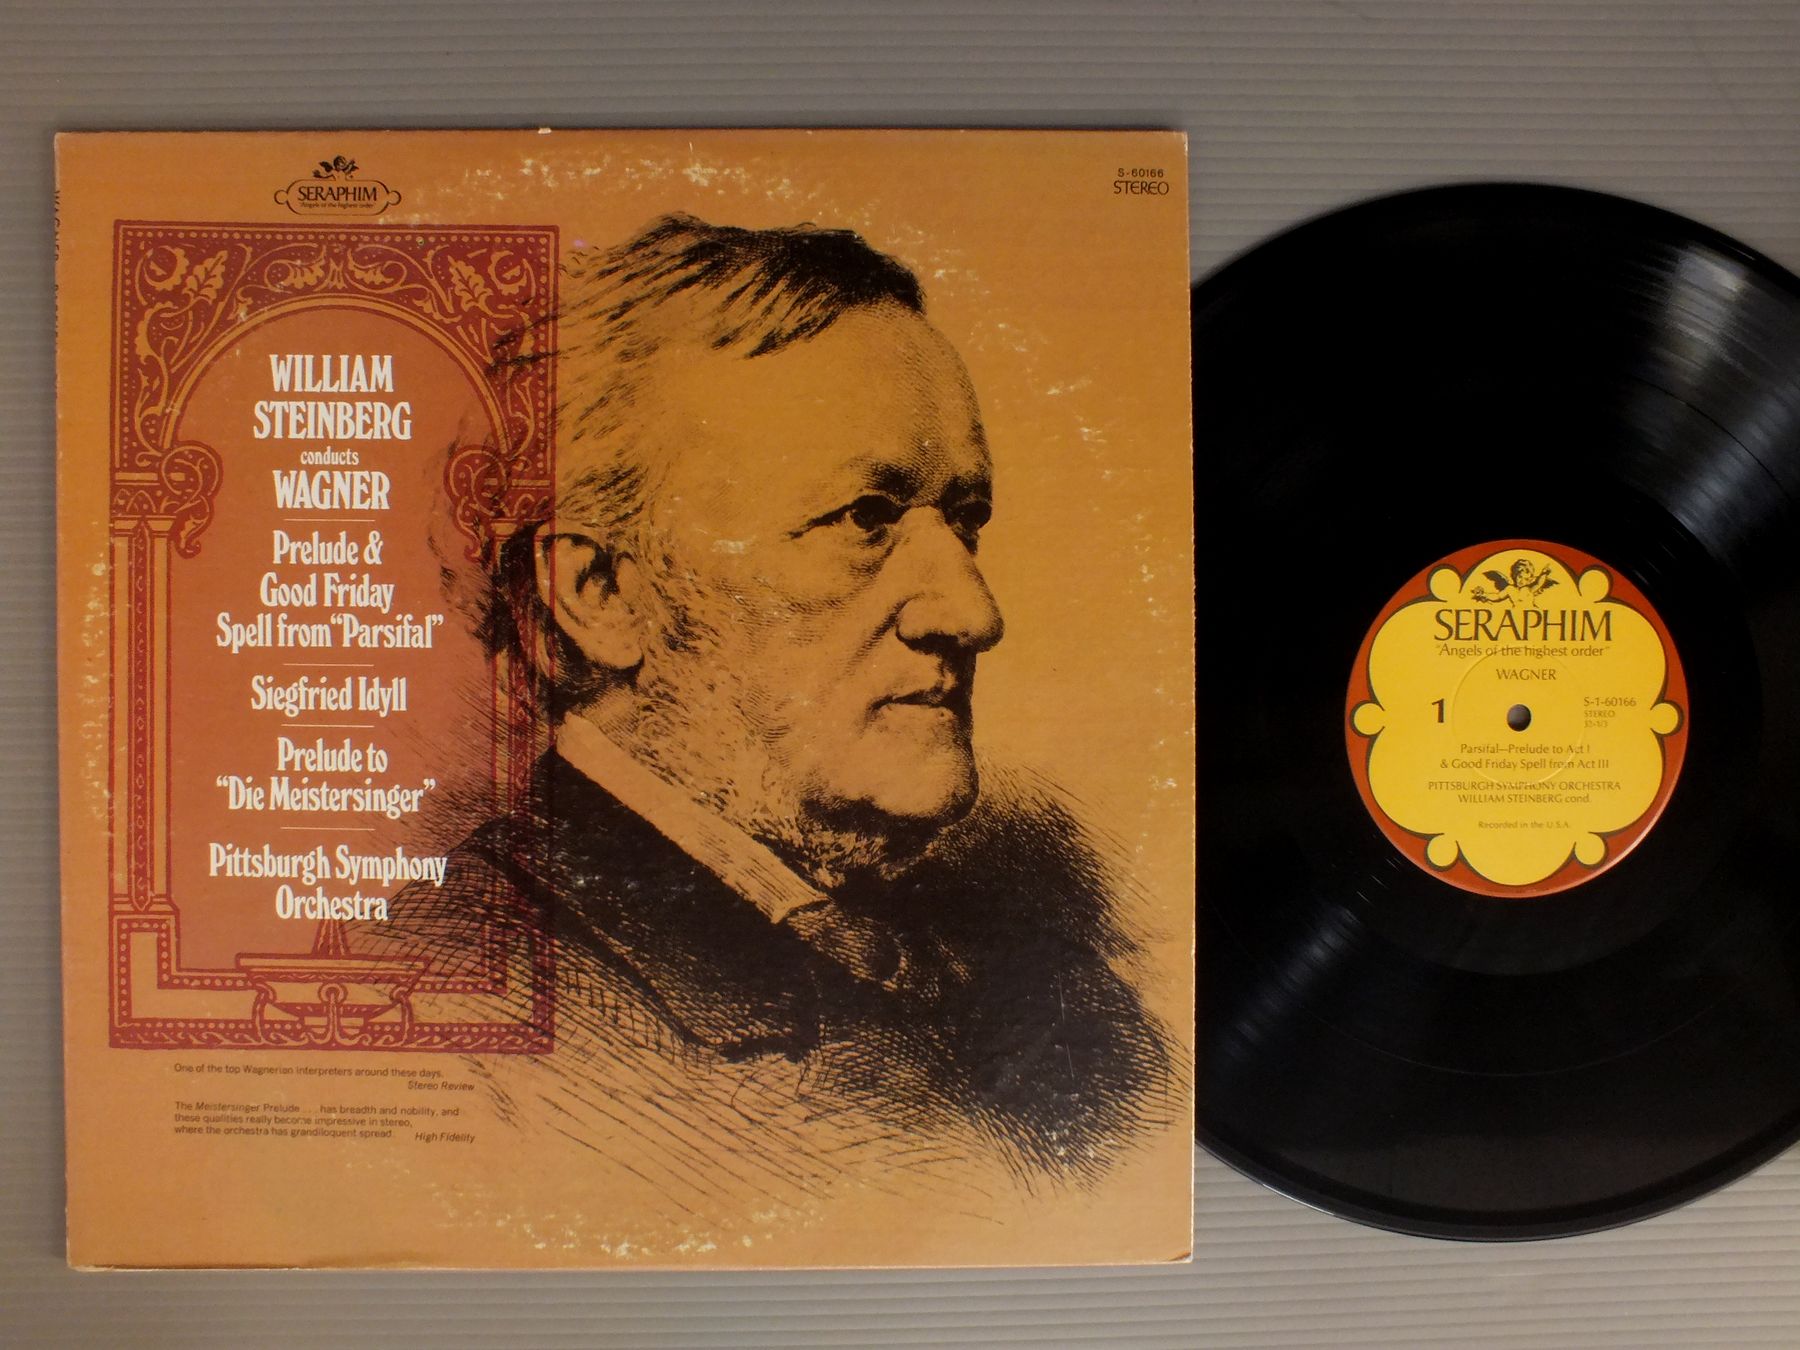 SERAPHIM
"Angels of the highest order"
S-60166
STEREO
WILLIAM
STEINBERG
conducts
WAGNER
Prelude &
Good Friday
Spell from "Parsifal"
Siegfried Idyll
Prelude to
"Die Meistersinger"
Pittsburgh Symphony
Orchestra
One of the top Wagnerian interpreters around these days.
Stereo Review
The Meistersinger Prelude . . . has breadth and nobility, and
these qualities really become impressive in stereo,
where the orchestra has grandiloquent spread.
High Fidelity
SERAPHIM
"Angels of the highest order"
WAGNER
1
S-1-60166
STEREO
33-1/3
Parsifal—Prelude to Act I
& Good Friday Spell from Act III
PITTSBURGH SYMPHONY ORCHESTRA
WILLIAM STEINBERG cond.
Recorded in the U.S.A.